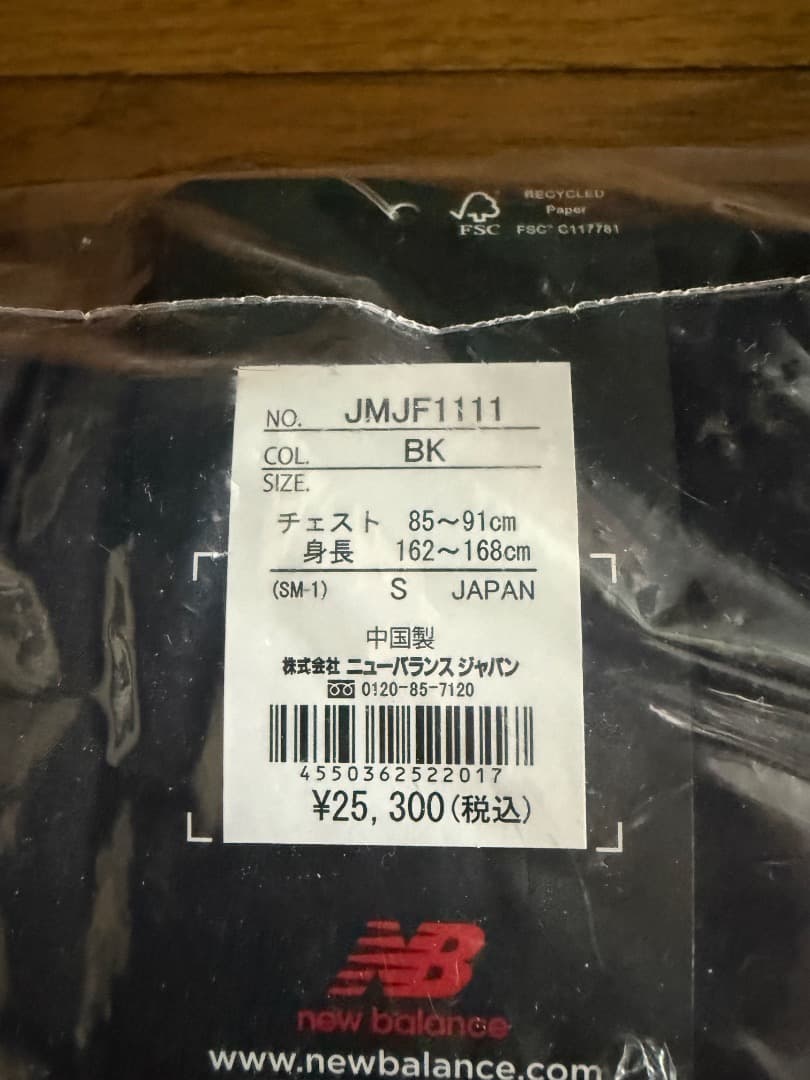 RECYCLED
Paper
FSC FSC® C117781
NO. JMJF1111
COL. BK
SIZE.
チェスト 85～91cm
身長 162～168cm
(SM-1) S JAPAN
中国製
株式会社 ニューバランス ジャパン
0120-85-7120
4550362522017
¥25,300(税込)
NB
new balance
www.newbalance.com